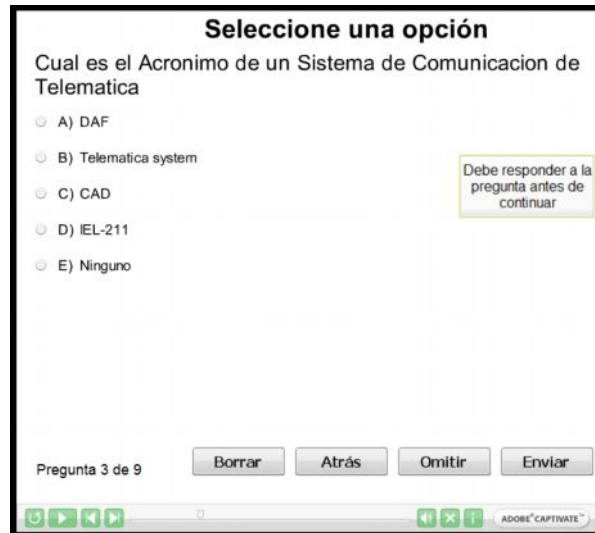 Seleccione una opción
Cual es el Acronimo de un Sistema de Comunicacion de
Telematica
A) DAF
B) Telematica system
C) CAD
D) IEL-211
E) Ninguno
Debe responder a la
pregunta antes de
continuar
Pregunta 3 de 9
Borrar
Atrás
Omitir
Enviar
ADOBE® CAPTIVATE™